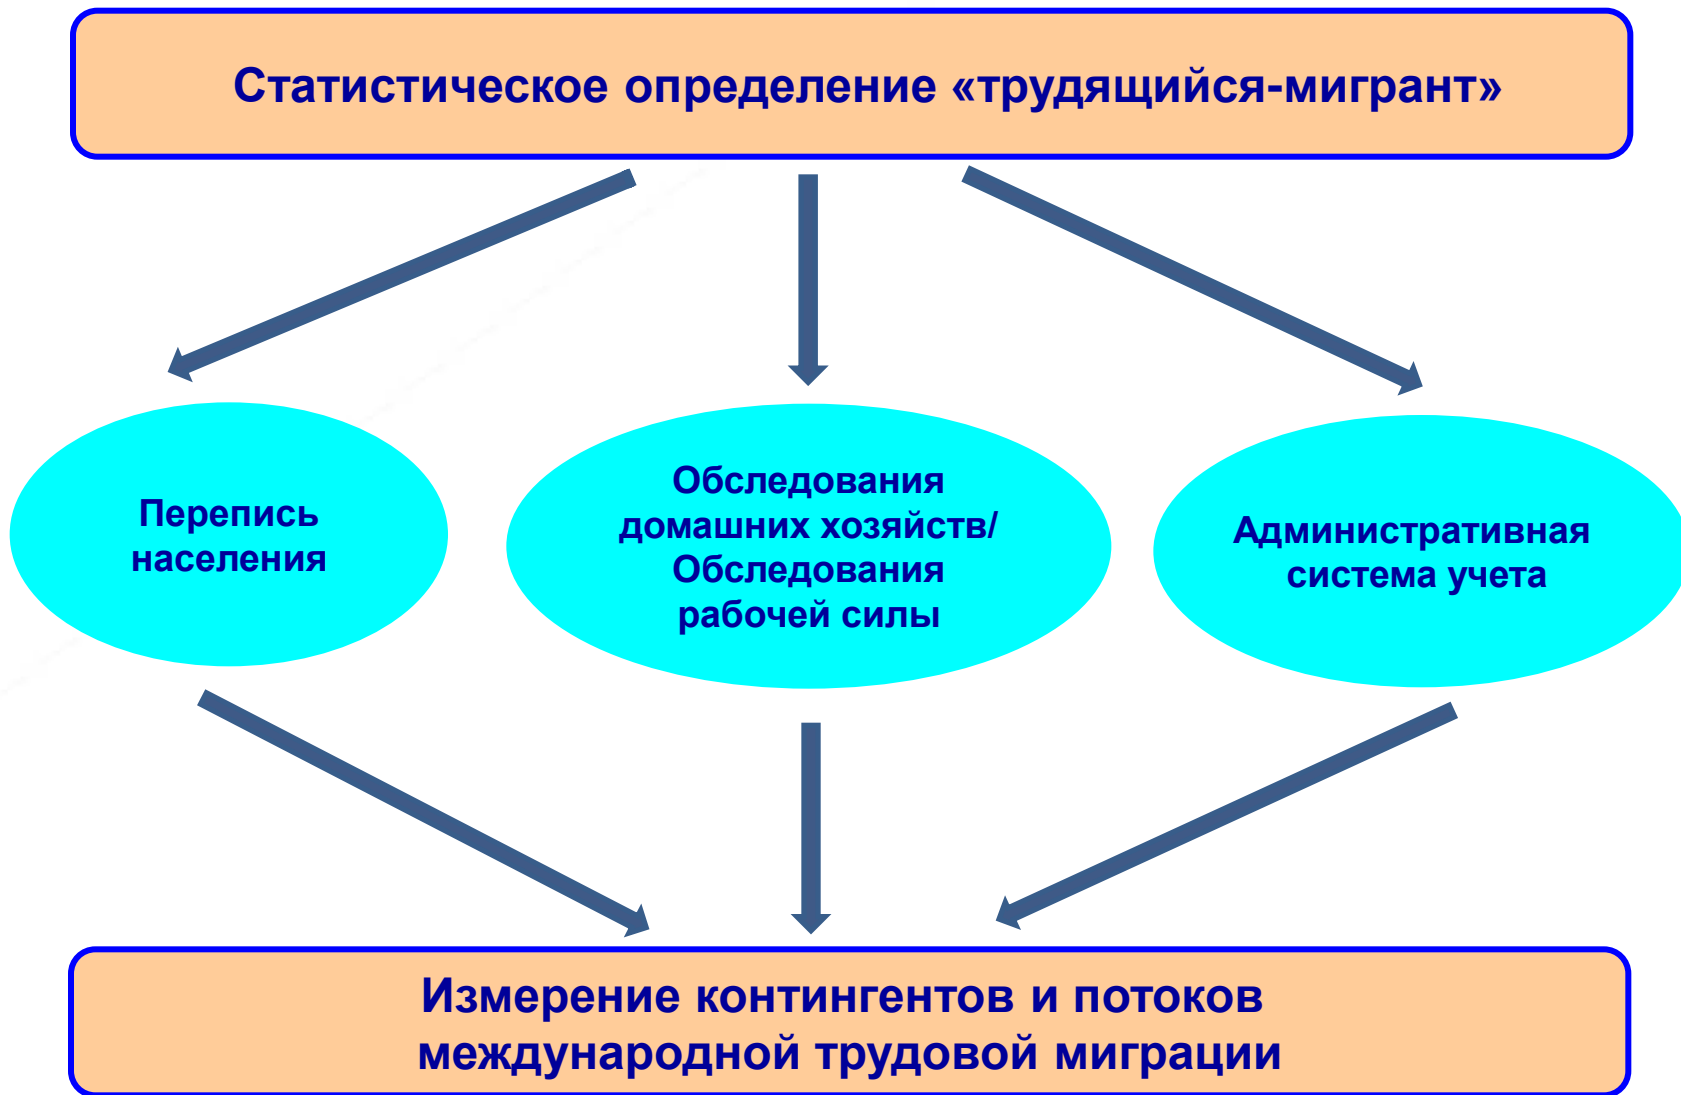 Статистическое определение «трудящийся-мигрант»
Перепись
населения
Обследования
домашних хозяйств/
Обследования
рабочей силы
Административная
система учета
Измерение контингентов и потоков
международной трудовой миграции